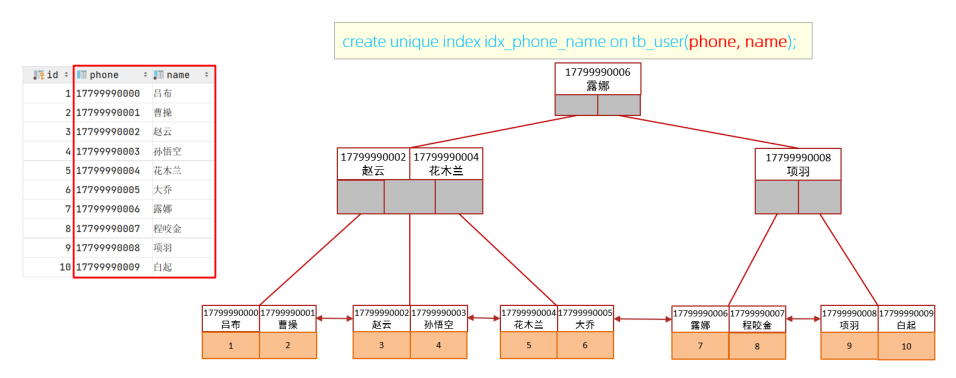 create unique index idx_phone_name on tb_user(phone, name);
id phone name
1 17799990000 吕布
2 17799990001 曹操
3 17799990002 赵云
4 17799990003 孙悟空
5 17799990004 花木兰
6 17799990005 大乔
7 17799990006 露娜
8 17799990007 程咬金
9 17799990008 项羽
10 17799990009 白起
17799990006
露娜
17799990002 17799990004
赵云 花木兰
17799990008
项羽
17799990000 17799990001 17799990002 17799990003 17799990004 17799990005 17799990006 17799990007 17799990008 17799990009
吕布 曹操 赵云 孙悟空 花木兰 大乔 露娜 程咬金 项羽 白起
1 2 3 4 5 6 7 8 9 10